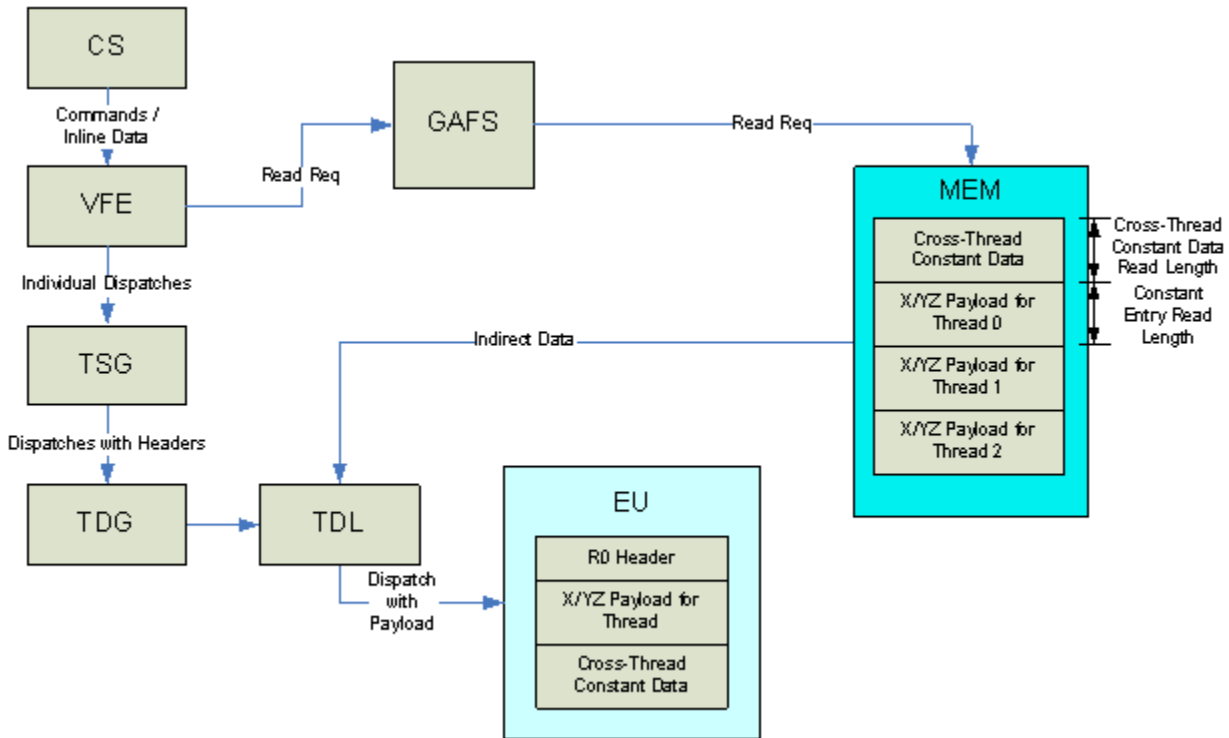 CS
Commands /
Inline Data
VFE
Read Req
GAFS
Read Req
MEM
Cross-Thread
Constant Data
Cross-Thread
Constant Data
Read Length
Individual Dispatches
X/YZ Payload for
Thread 0
Constant
Entry Read
Length
TSG
Indirect Data
X/YZ Payload for
Thread 1
Dispatches with Headers
X/YZ Payload for
Thread 2
TDG
TDL
EU
R0 Header
Dispatch
with
Payload
X/YZ Payload for
Thread
Cross-Thread
Constant Data